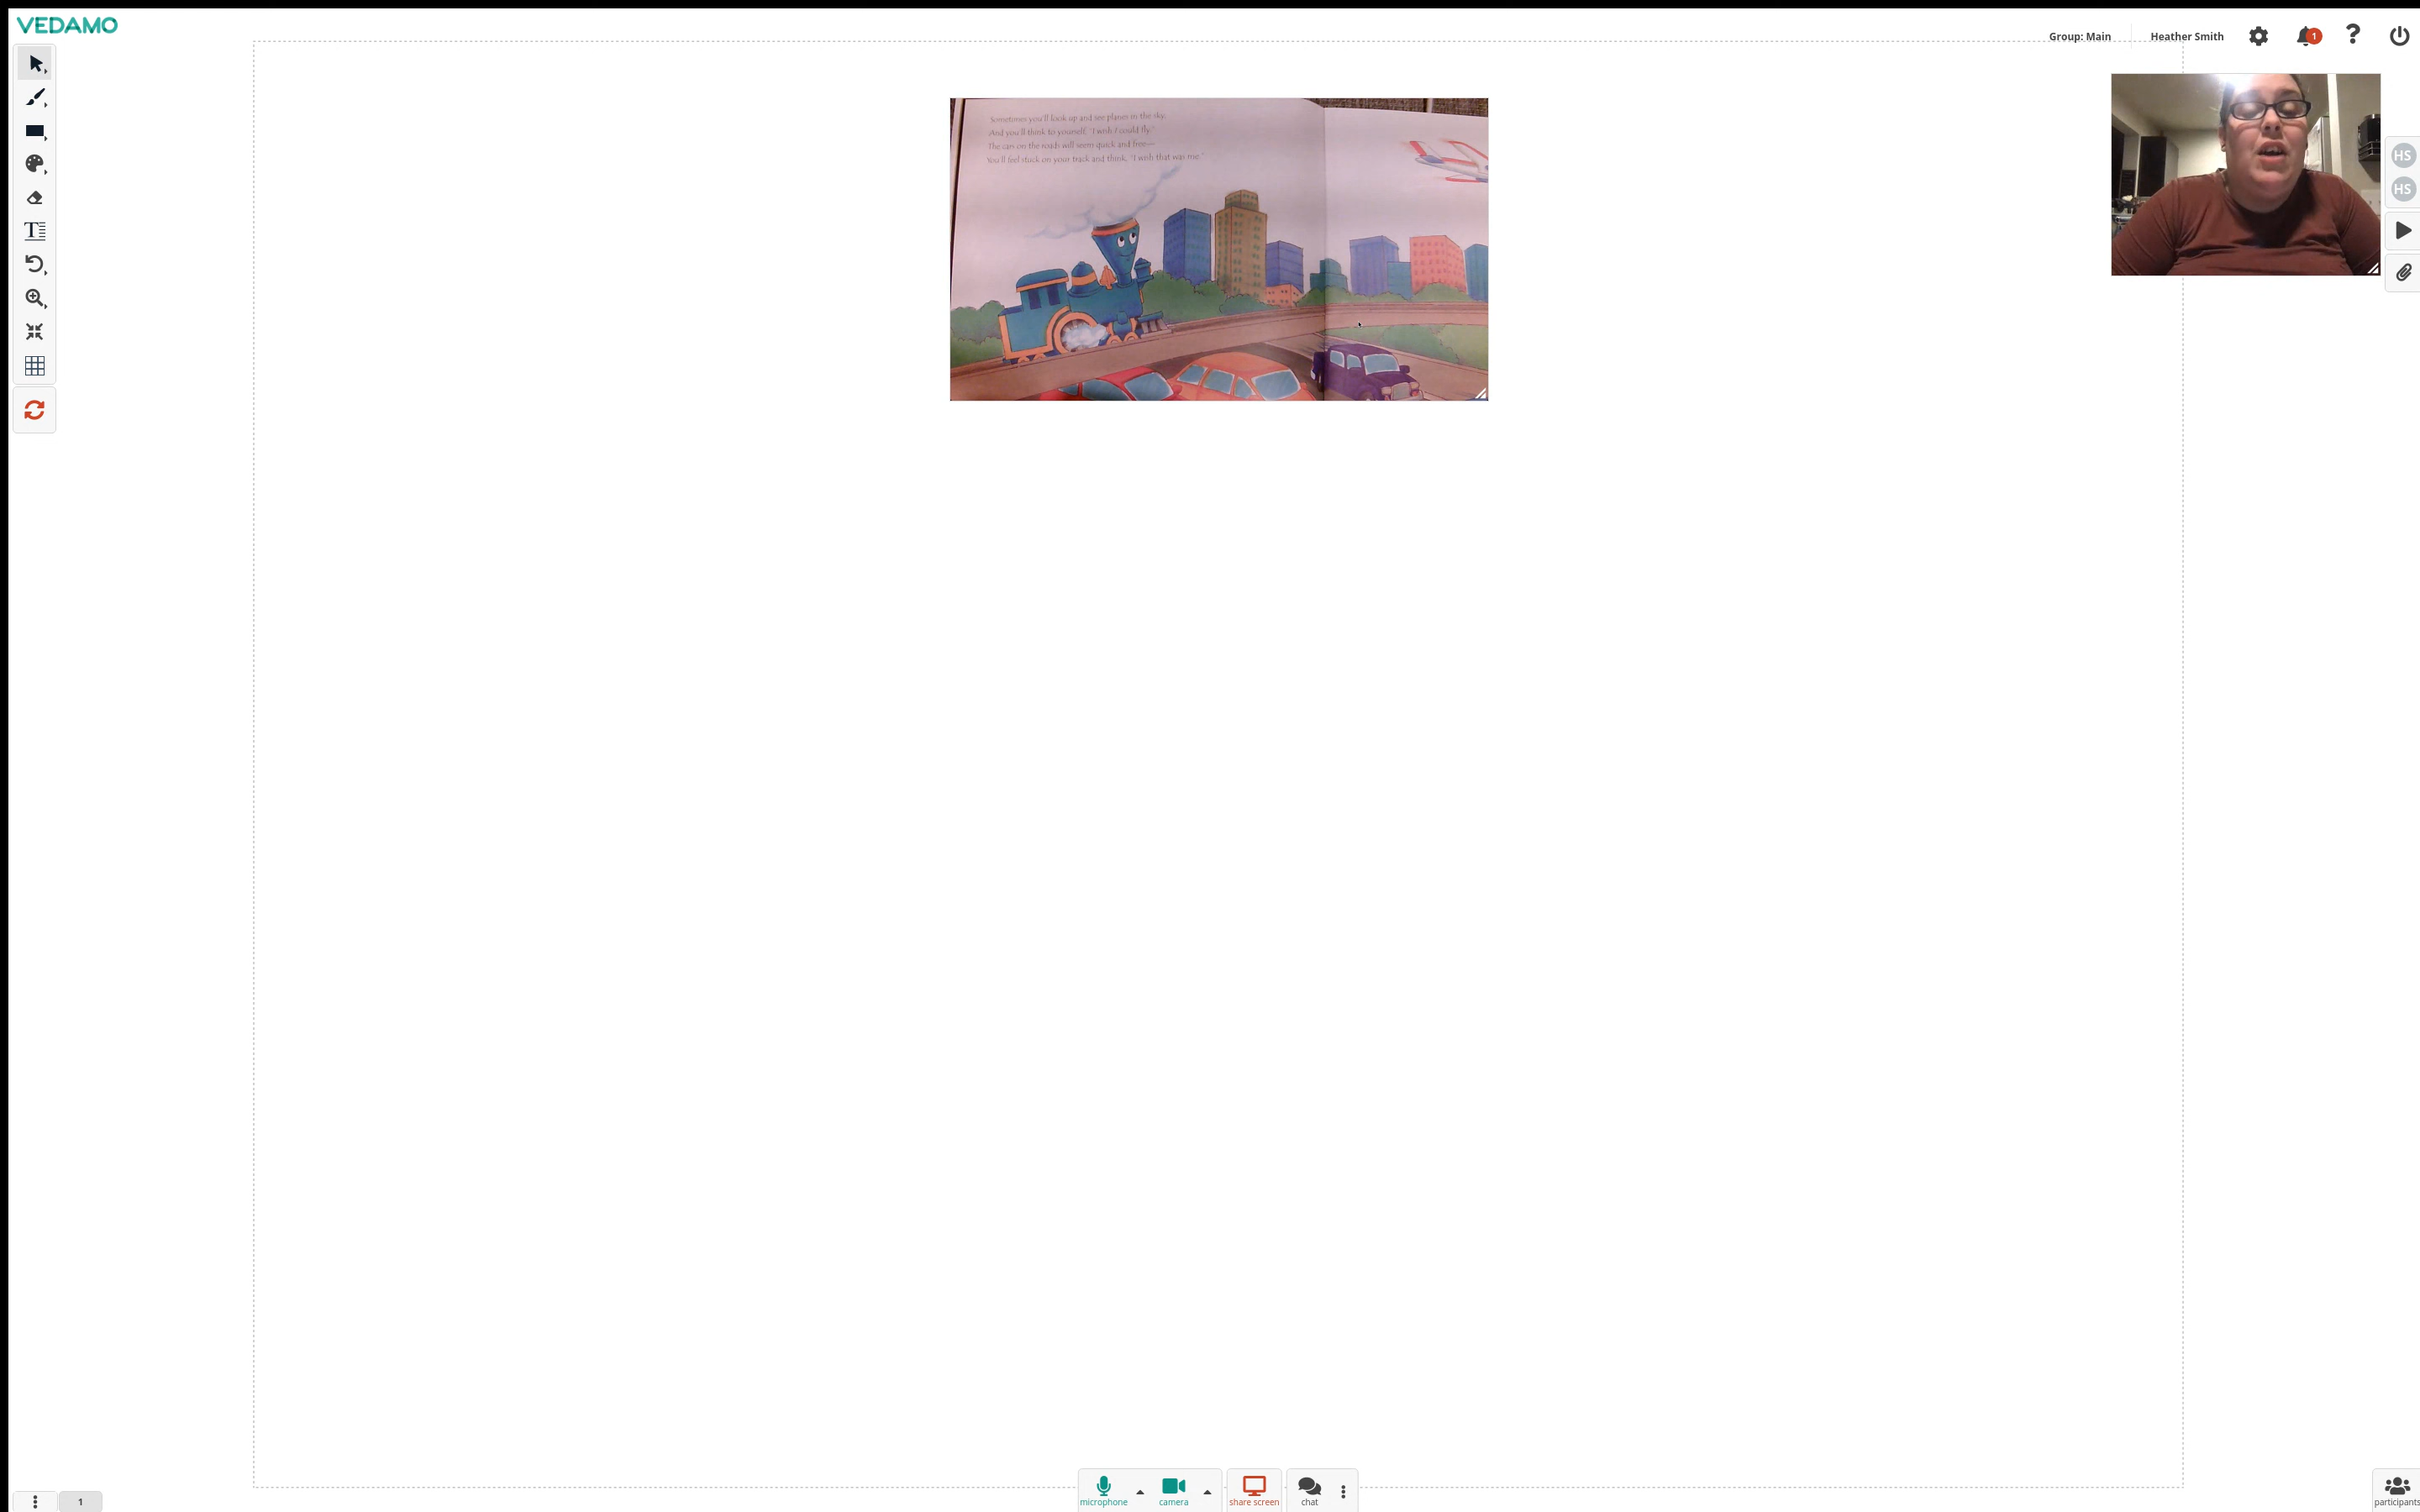 VEDAMO
Group: Main
Heather Smith
1
Sometimes you'll look up and see planes in the sky.
And you'll think to yourself, "I wish I could fly."
The cars on the roads will seem quick and free—
You'll feel stuck on your track and think, "I wish that was me."
HS
HS
T
microphone
camera
share screen
chat
participants
1